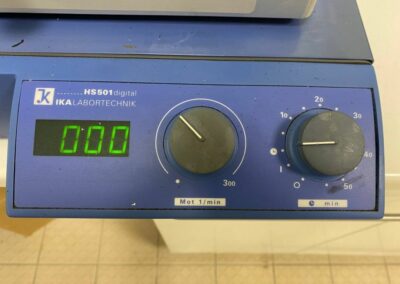 HS501digital
IKALABORTECHNIK
000
300
Mot 1/min
10
20
30
40
50
I
O
min